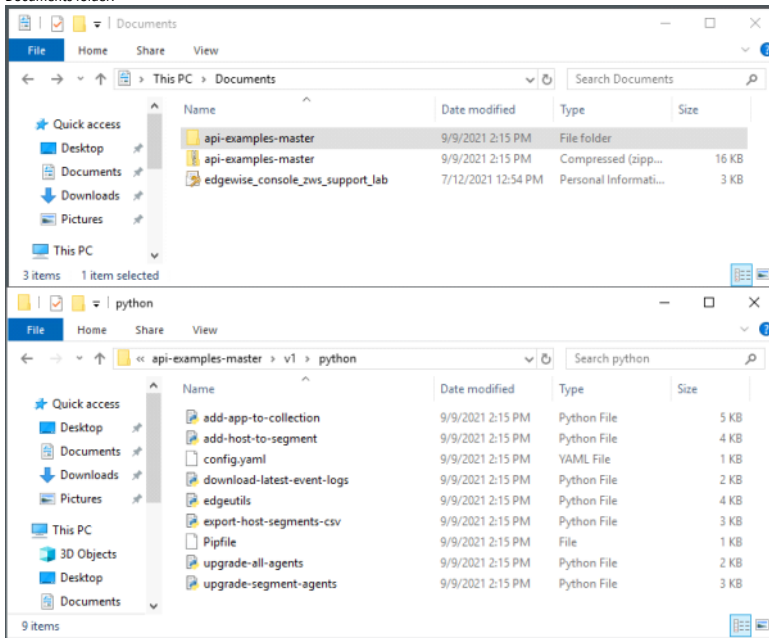 Documents folder.
Documents
File Home Share View
This PC > Documents Search Documents
Name Date modified Type Size
Quick access
Desktop
Documents
Downloads
Pictures
This PC
api-examples-master 9/9/2021 2:15 PM File folder
api-examples-master 9/9/2021 2:15 PM Compressed (zipp... 16 KB
edgewise_console_zws_support_lab 7/12/2021 12:54 PM Personal Informati... 3 KB
3 items 1 item selected
python
File Home Share View
« api-examples-master > v1 > python Search python
Name Date modified Type Size
Quick access
Desktop
Documents
Downloads
Pictures
This PC
3D Objects
Desktop
Documents
add-app-to-collection 9/9/2021 2:15 PM Python File 5 KB
add-host-to-segment 9/9/2021 2:15 PM Python File 4 KB
config.yaml 9/9/2021 2:15 PM YAML File 1 KB
download-latest-event-logs 9/9/2021 2:15 PM Python File 2 KB
edgeutils 9/9/2021 2:15 PM Python File 4 KB
export-host-segments-csv 9/9/2021 2:15 PM Python File 3 KB
Pipfile 9/9/2021 2:15 PM File 1 KB
upgrade-all-agents 9/9/2021 2:15 PM Python File 2 KB
upgrade-segment-agents 9/9/2021 2:15 PM Python File 3 KB
9 items